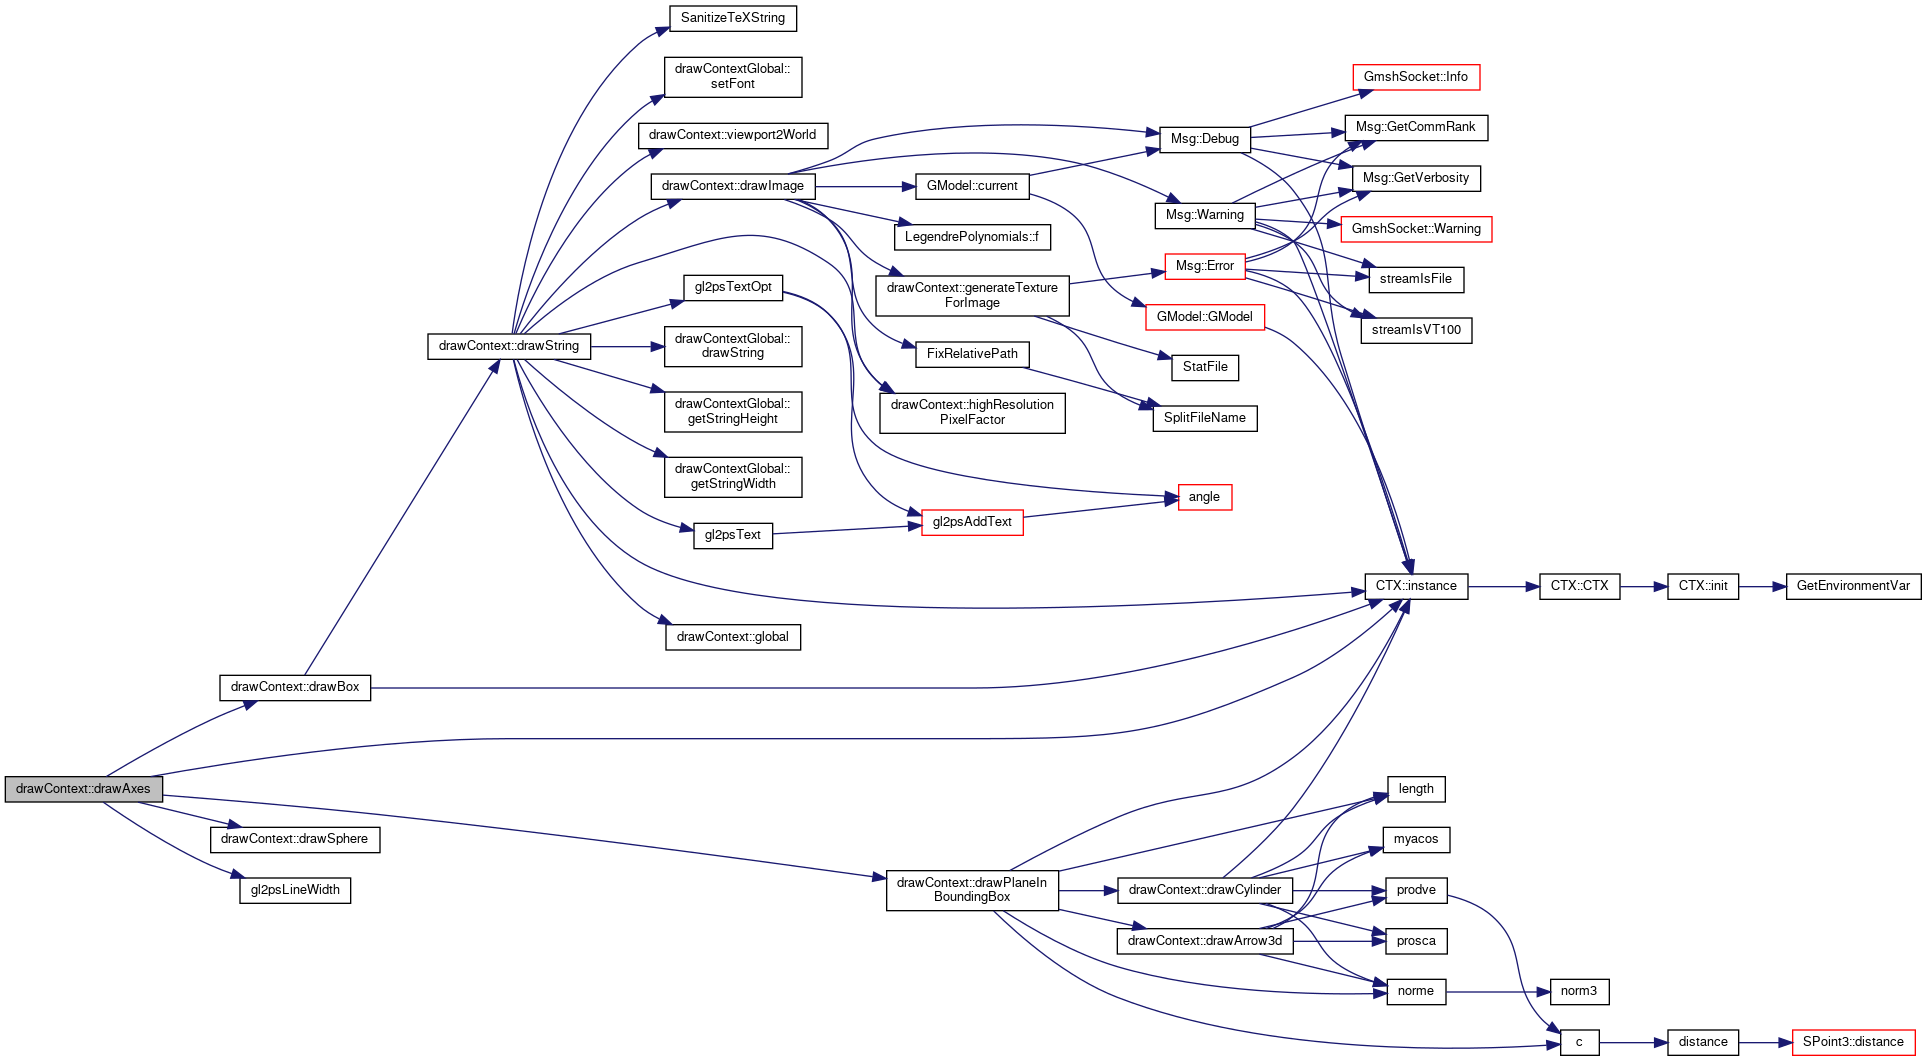 SanitizeTeXString
drawContextGlobal::
setFont
drawContext::viewport2World
drawContext::drawImage
gl2psTextOpt
drawContext::drawString
drawContextGlobal::
drawString
drawContextGlobal::
getStringHeight
drawContextGlobal::
getStringWidth
gl2psText
drawContext::global
drawContext::drawBox
drawContext::drawAxes
drawContext::drawSphere
gl2psLineWidth
GModel::current
LegendrePolynomials::f
drawContext::generateTexture
ForImage
FixRelativePath
drawContext::highResolution
PixelFactor
gl2psAddText
drawContext::drawPlaneIn
BoundingBox
Msg::Debug
Msg::Warning
Msg::Error
GModel::GModel
StatFile
SplitFileName
angle
drawContext::drawCylinder
drawContext::drawArrow3d
GmshSocket::Info
Msg::GetCommRank
Msg::GetVerbosity
GmshSocket::Warning
streamIsFile
streamIsVT100
CTX::instance
CTX::CTX
CTX::init
GetEnvironmentVar
length
myacos
prodve
prosca
norme
norm3
c
distance
SPoint3::distance